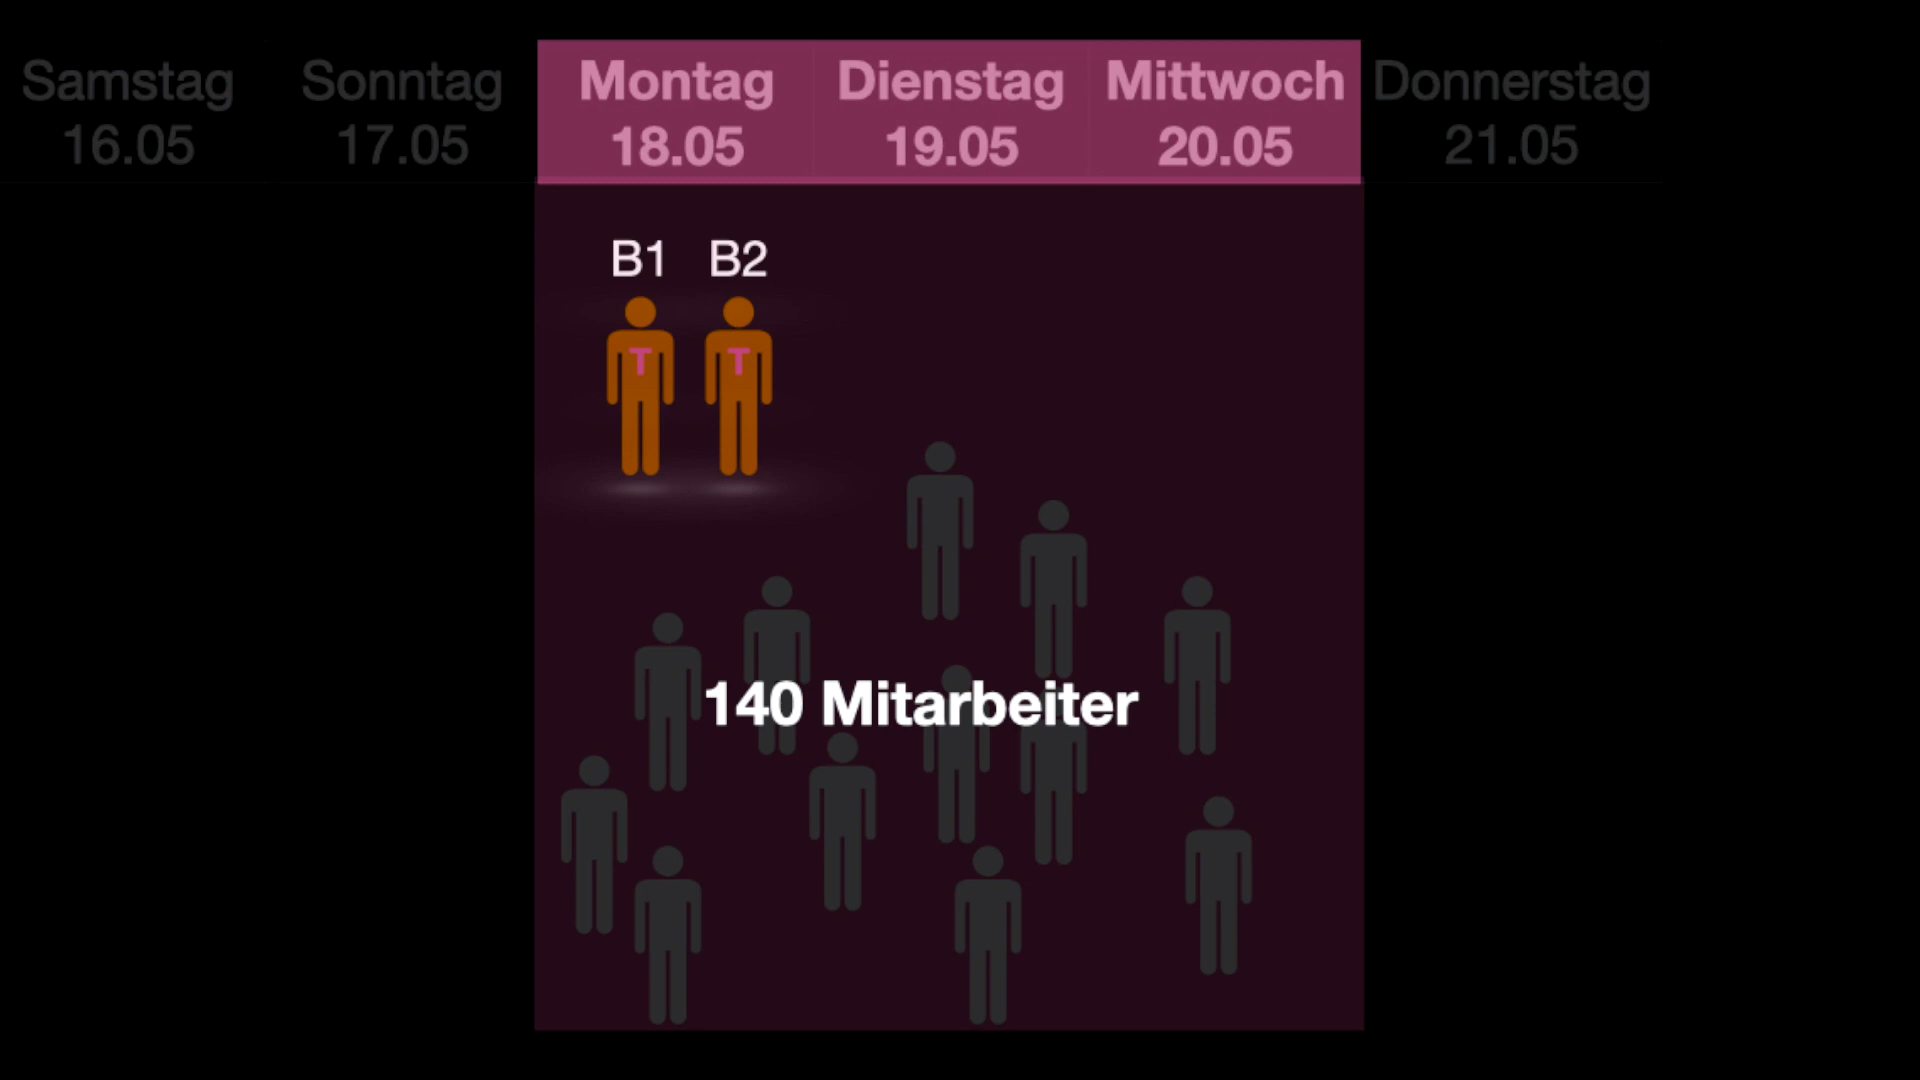 Samstag Sonntag Montag Dienstag Mittwoch Donnerstag
16.05 17.05 18.05 19.05 20.05 21.05
B1 B2
T T
140 Mitarbeiter